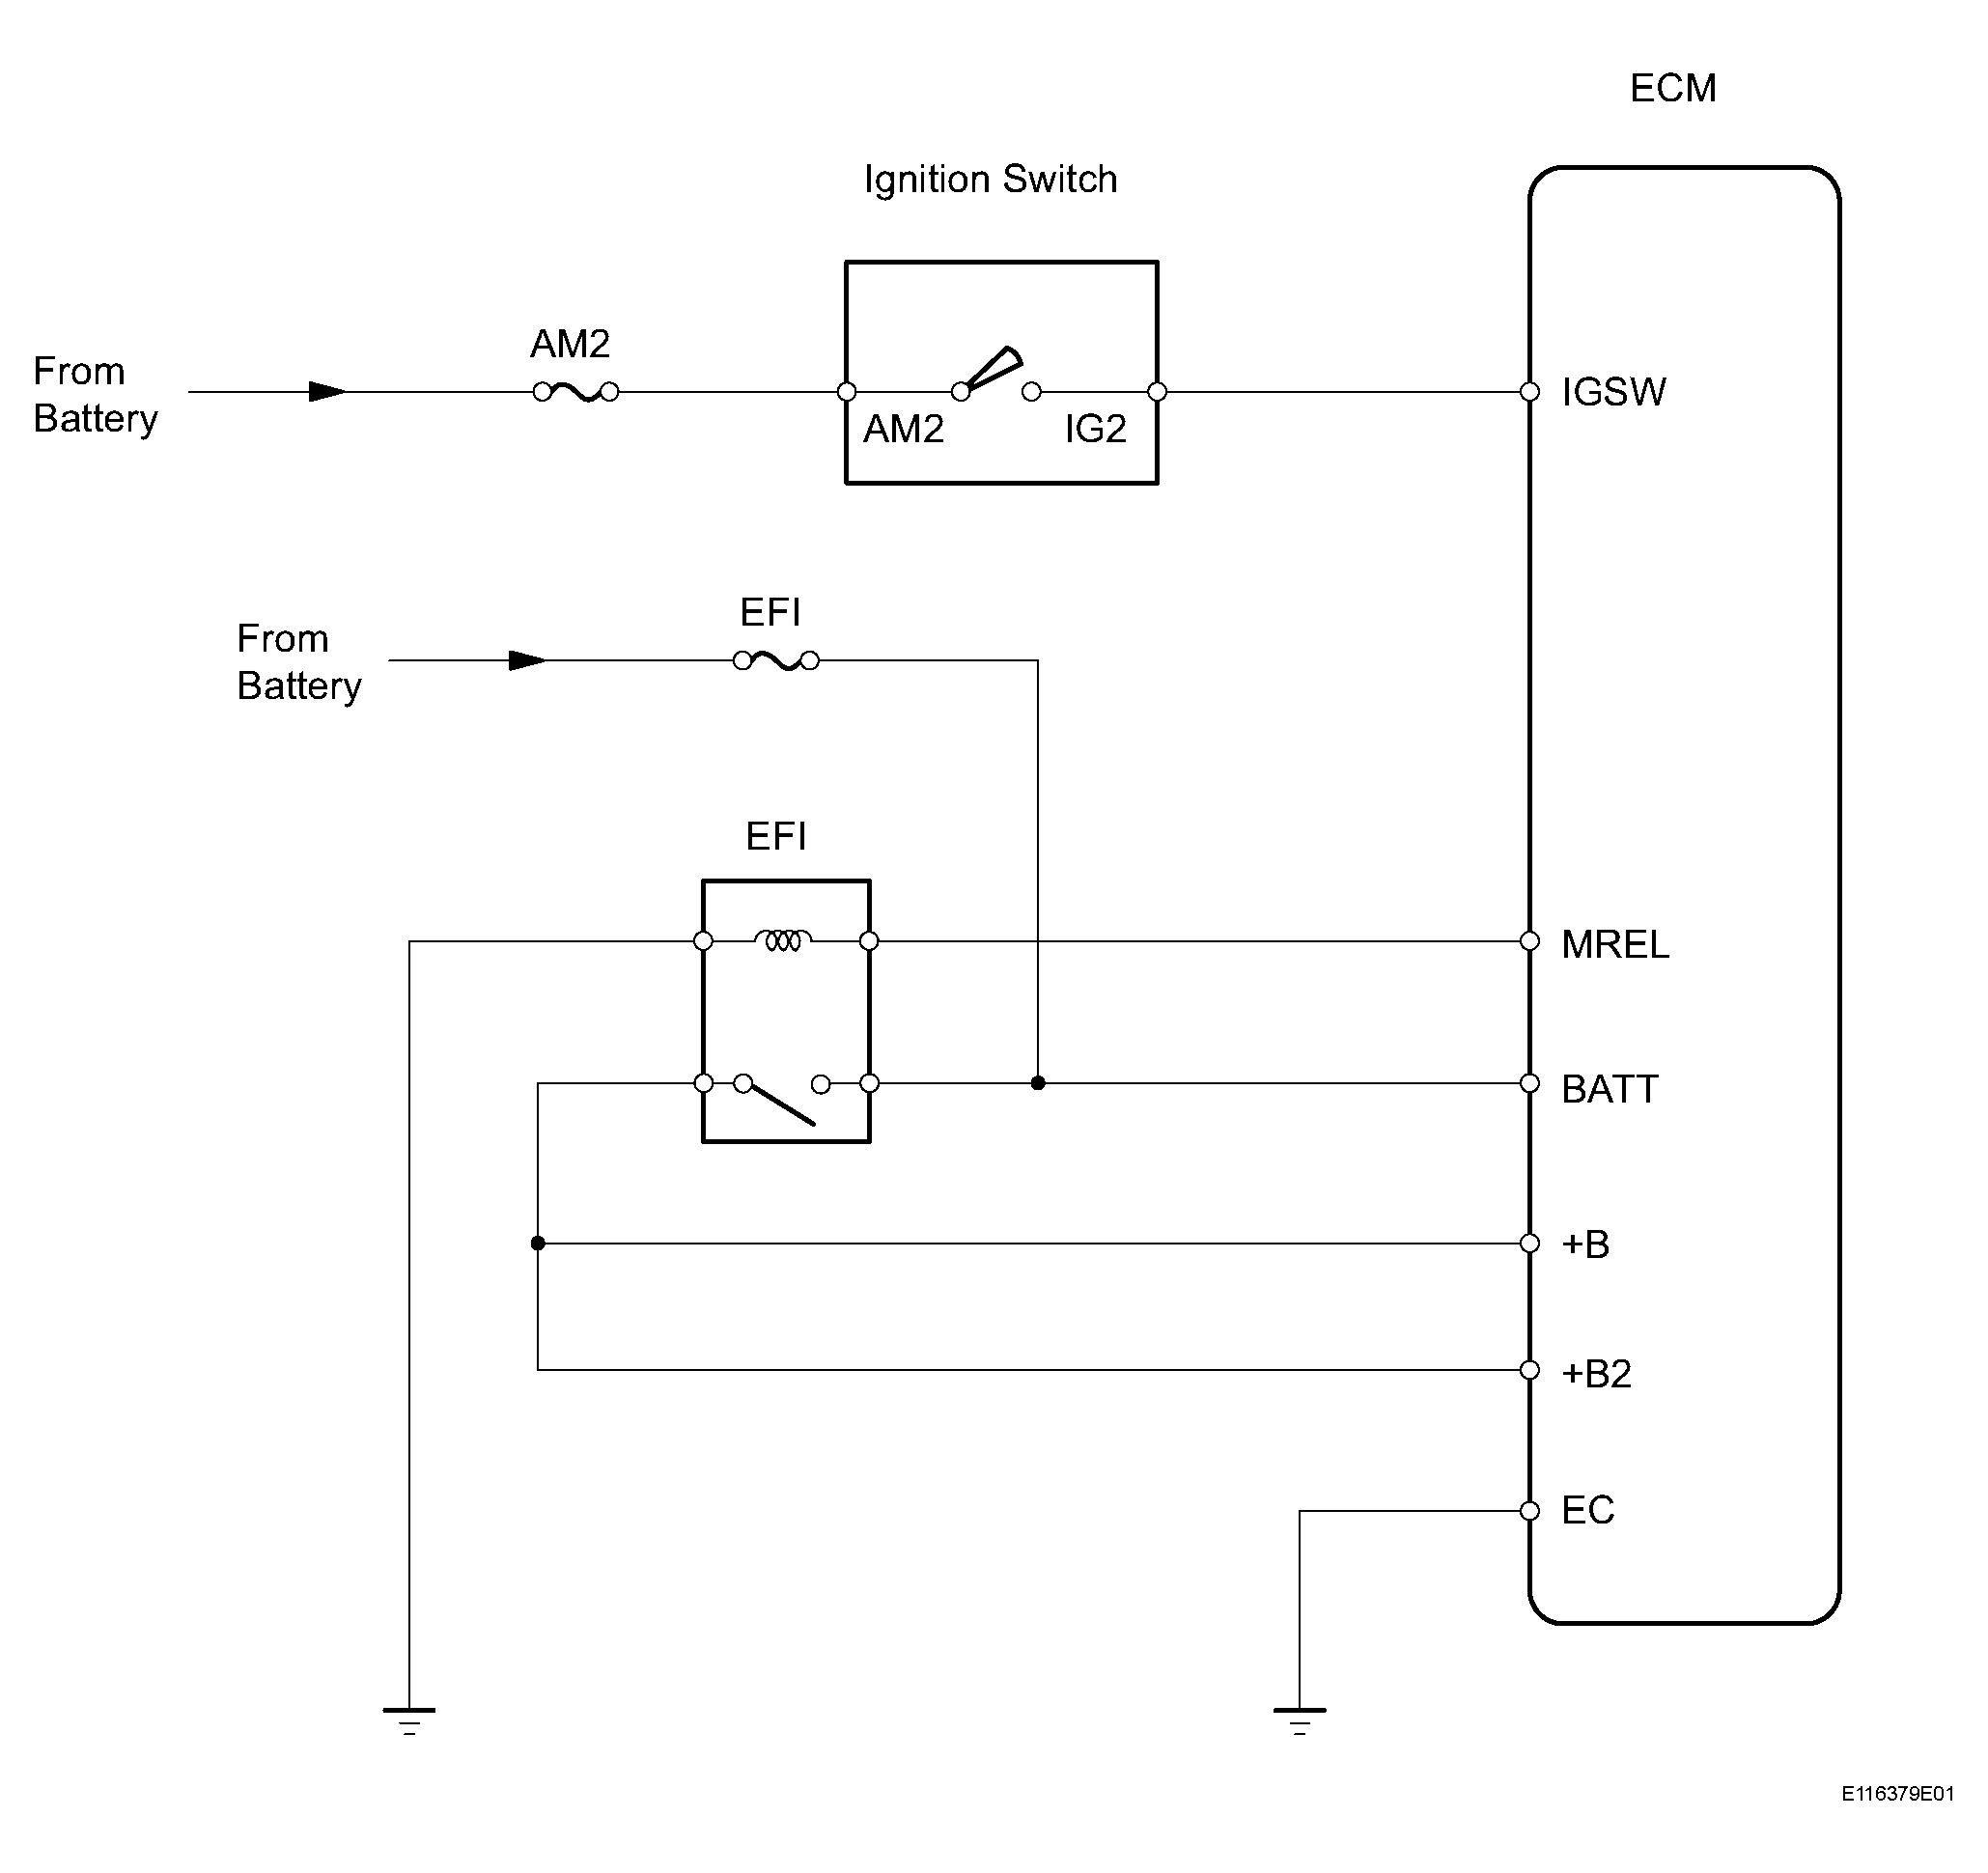 ECM
Ignition Switch
AM2
From
Battery
AM2
IG2
IGSW
EFI
From
Battery
EFI
MREL
BATT
+B
+B2
EC
E116379E01